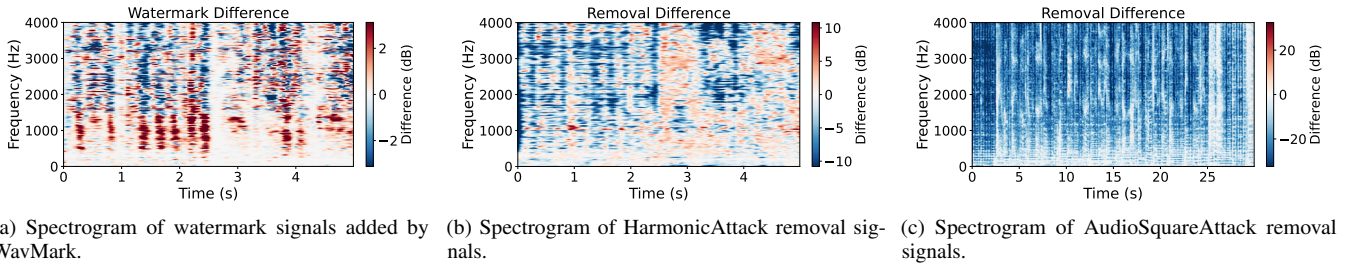 Watermark Difference
4000
3000
2000
1000
0
Frequency (Hz)
0 1 2 3 4
Time (s)
2
0
−2
Difference (dB)
a) Spectrogram of watermark signals added by
WavMark.
Removal Difference
4000
3000
2000
1000
0
Frequency (Hz)
0 1 2 3 4
Time (s)
10
5
0
−5
−10
Difference (dB)
(b) Spectrogram of HarmonicAttack removal sig-
nals.
Removal Difference
4000
3000
2000
1000
0
Frequency (Hz)
0 5 10 15 20 25
Time (s)
20
0
−20
Difference (dB)
(c) Spectrogram of AudioSquareAttack removal
signals.